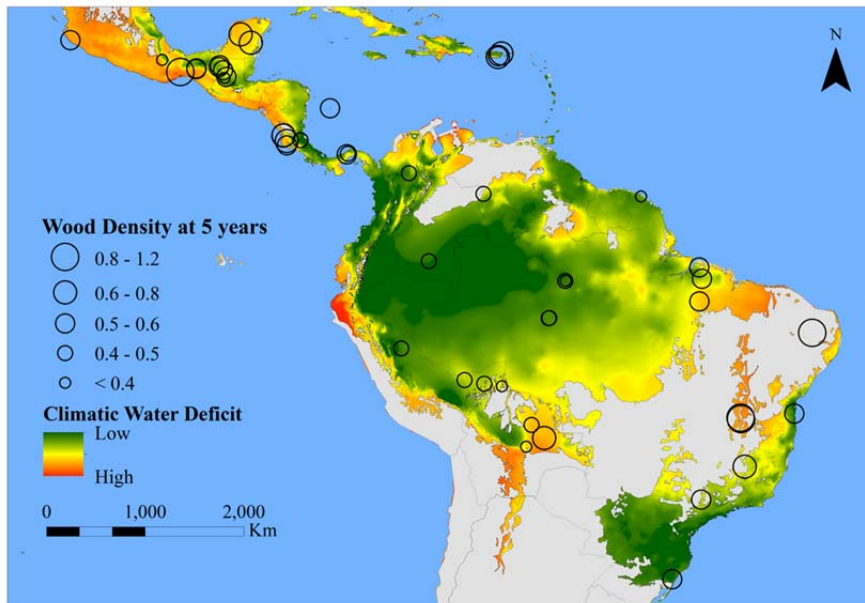 N
Wood Density at 5 years
0.8 - 1.2
0.6 - 0.8
0.5 - 0.6
0.4 - 0.5
< 0.4
Climatic Water Deficit
Low
High
0 1,000 2,000
Km